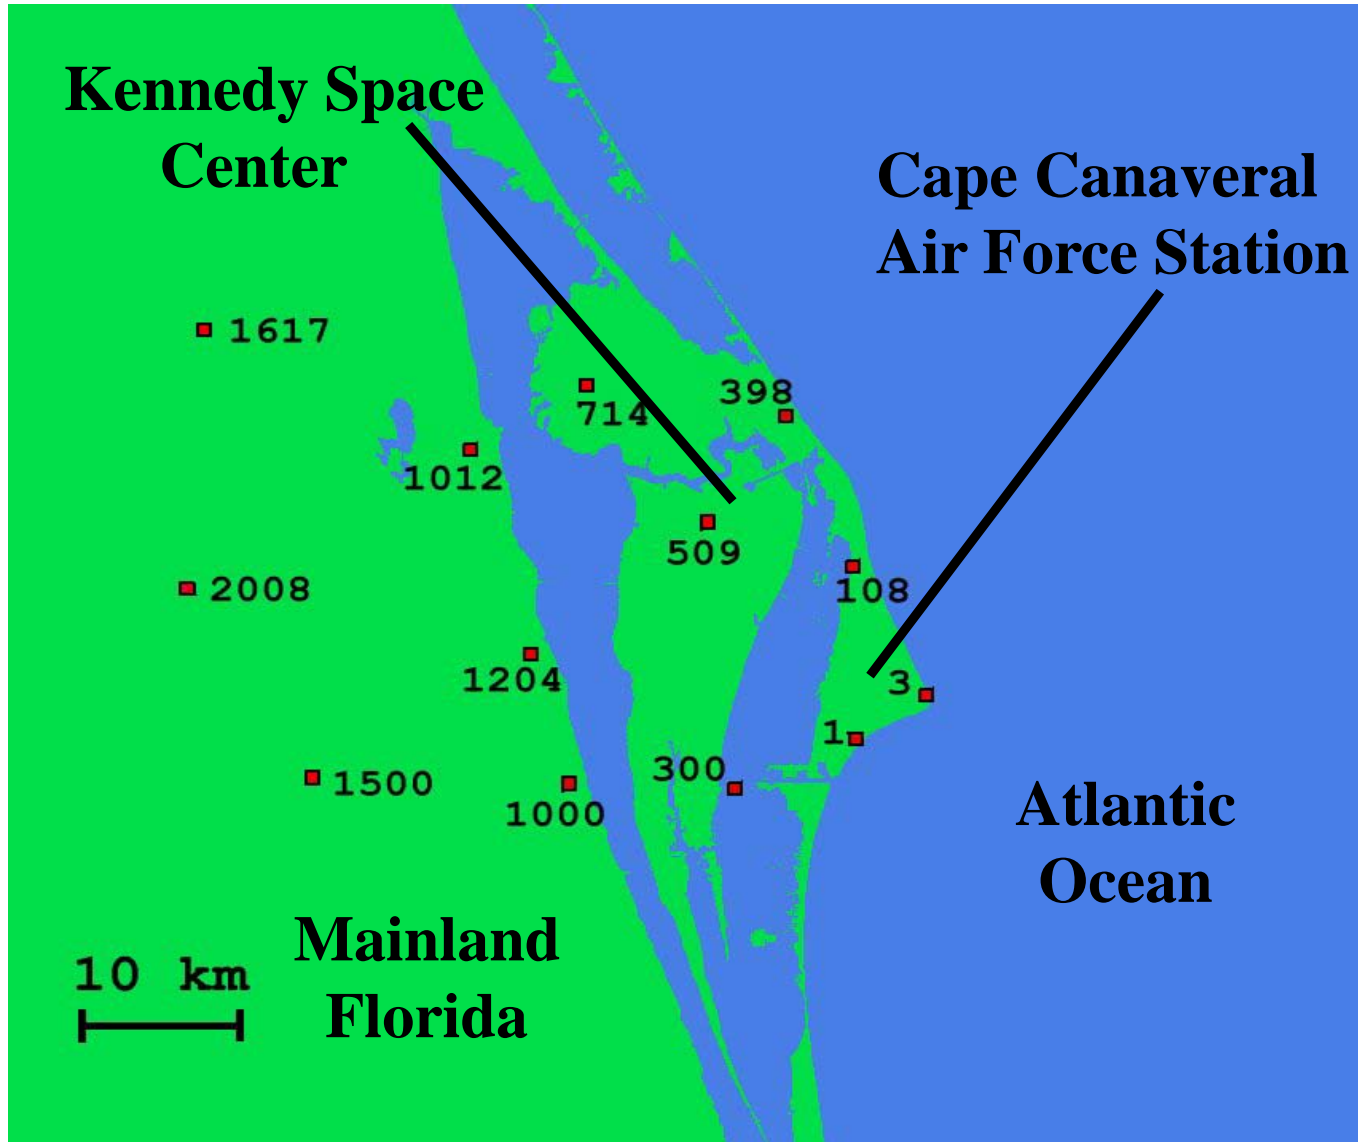 Kennedy Space
Center
Cape Canaveral
Air Force Station
1617
714
398
1012
509
2008
108
1204
3
1
1500
300
1000
Atlantic
Ocean
Mainland
Florida
10 km